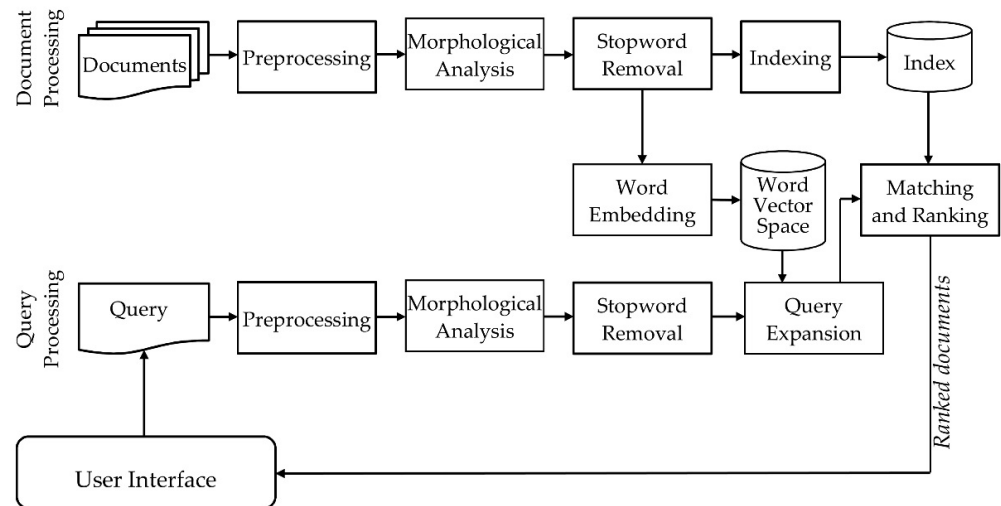 Document
Processing
Documents
Preprocessing
Morphological
Analysis
Stopword
Removal
Indexing
Index
Word
Embedding
Word
Vector
Space
Matching
and Ranking
Query
Processing
Query
Preprocessing
Morphological
Analysis
Stopword
Removal
Query
Expansion
Ranked documents
User Interface